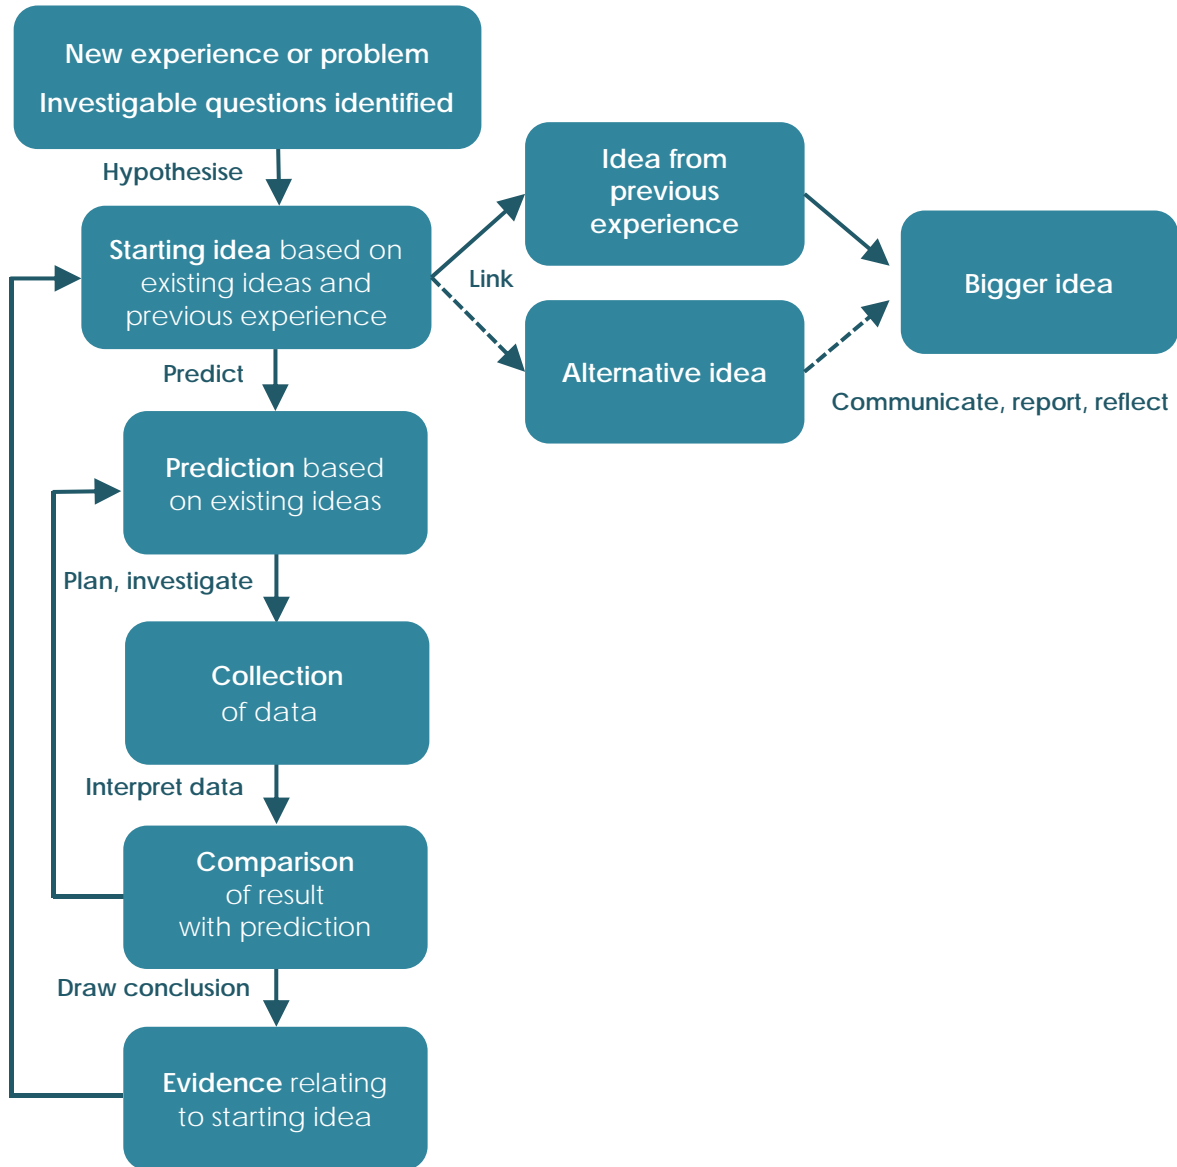 New experience or problem
Investigable questions identified
Hypothesise
Starting idea based on
existing ideas and
previous experience
Link
Idea from
previous
experience
Alternative idea
Bigger idea
Communicate, report, reflect
Predict
Prediction based
on existing ideas
Plan, investigate
Collection
of data
Interpret data
Comparison
of result
with prediction
Draw conclusion
Evidence relating
to starting idea